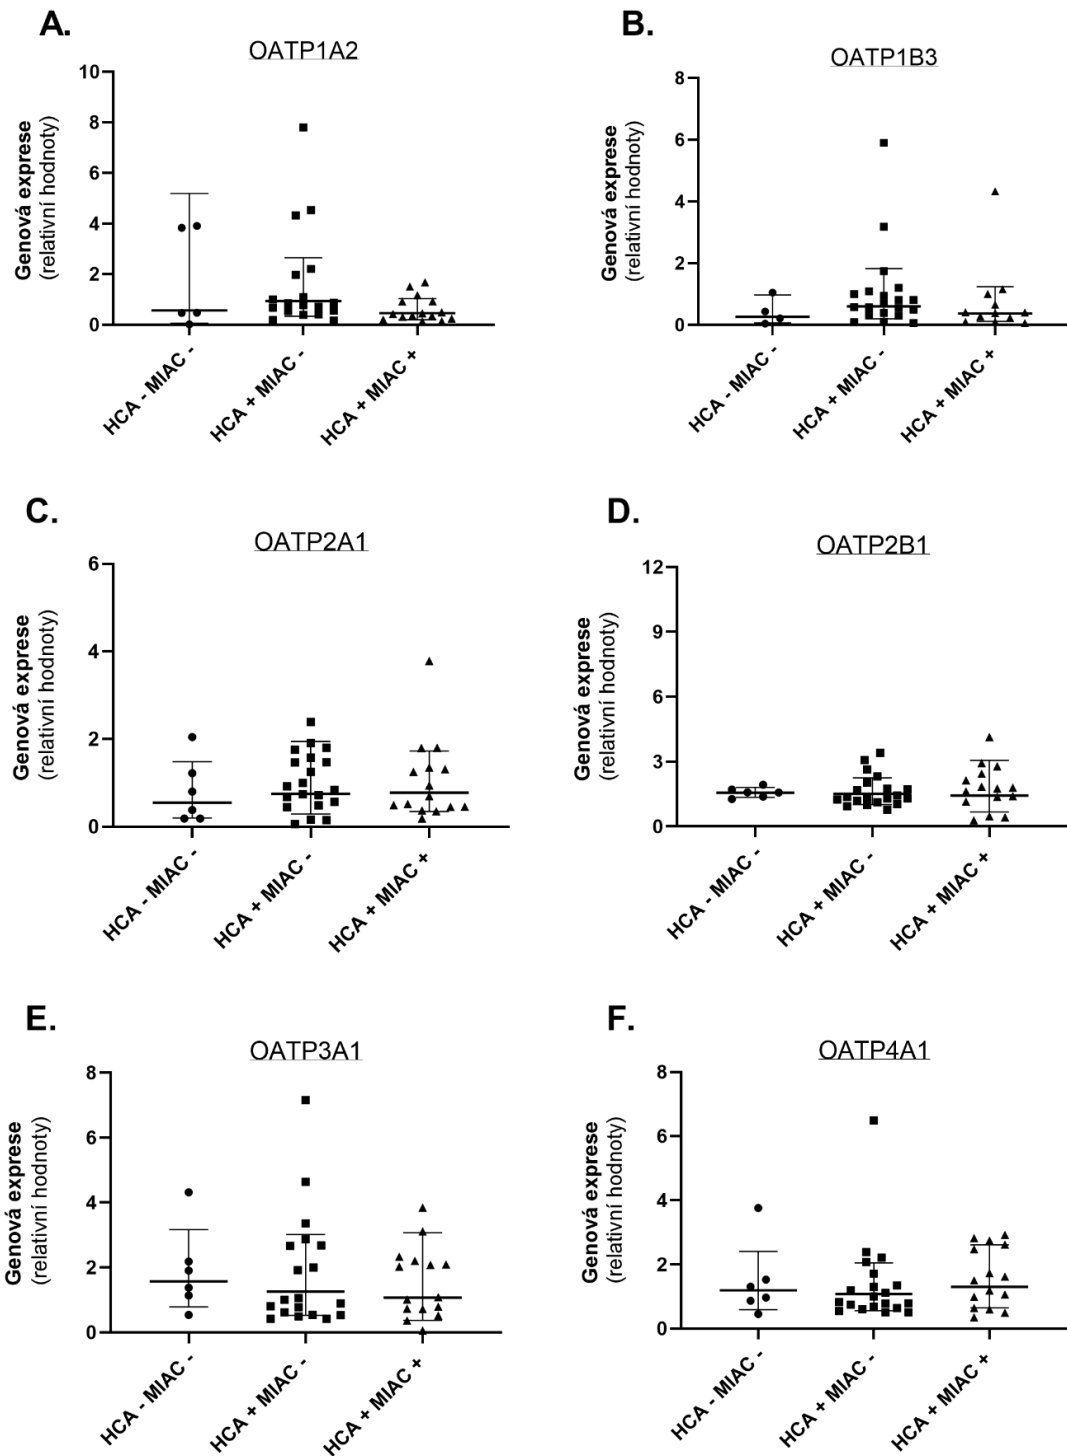 A.
OATP1A2
Genová exprese
(relativní hodnoty)
10
8
6
4
2
0
HCA - MIAC -
HCA + MIAC -
HCA + MIAC +
B.
OATP1B3
Genová exprese
(relativní hodnoty)
8
6
4
2
0
HCA - MIAC -
HCA + MIAC -
HCA + MIAC +
C.
OATP2A1
Genová exprese
(relativní hodnoty)
6
4
2
0
HCA - MIAC -
HCA + MIAC -
HCA + MIAC +
D.
OATP2B1
Genová exprese
(relativní hodnoty)
12
9
6
3
0
HCA - MIAC -
HCA + MIAC -
HCA + MIAC +
E.
OATP3A1
Genová exprese
(relativní hodnoty)
8
6
4
2
0
HCA - MIAC -
HCA + MIAC -
HCA + MIAC +
F.
OATP4A1
Genová exprese
(relativní hodnoty)
8
6
4
2
0
HCA - MIAC -
HCA + MIAC -
HCA + MIAC +